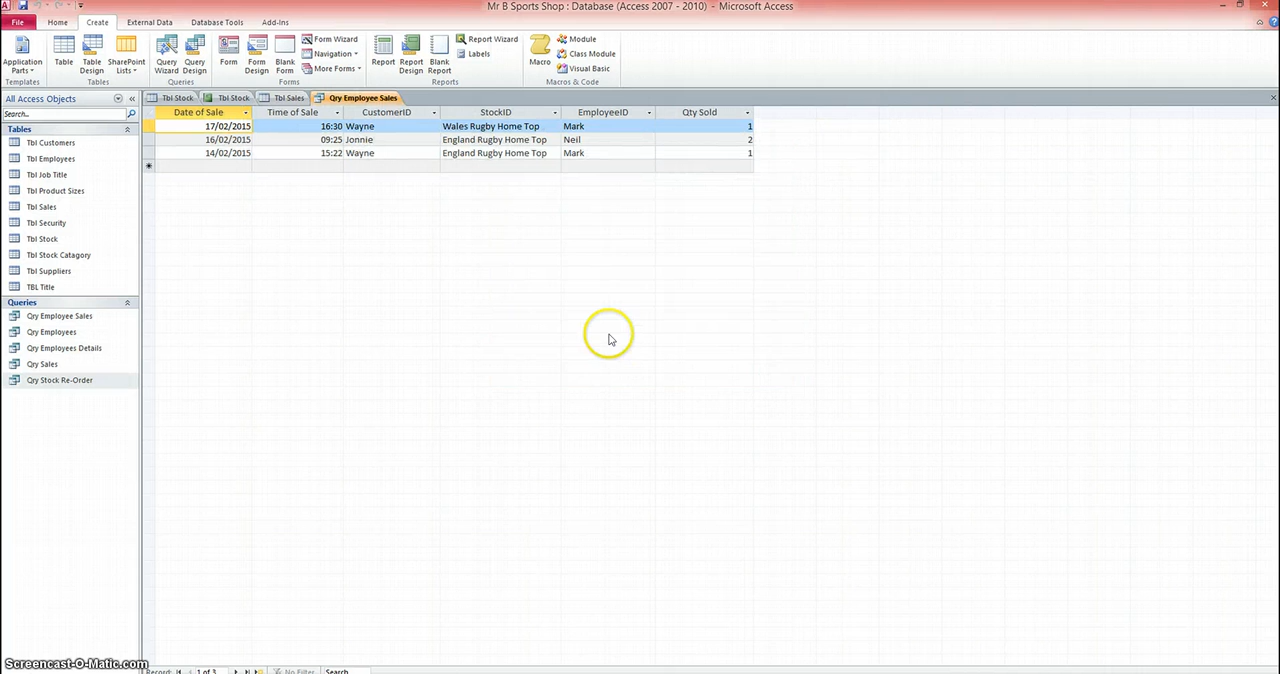 Mr B Sports Shop : Database (Access 2007 - 2010) - Microsoft Access
File Home Create External Data Database Tools Add-Ins
Application Parts Table Table Design SharePoint Lists Query Wizard Query Design Form Form Design Blank Form Form Wizard Navigation More Forms Report Report Design Blank Report Report Wizard Labels Macro Module Class Module Visual Basic
Templates Tables Queries Forms Reports Macros & Code
All Access Objects
Search...
Tables
Tbl Customers
Tbl Employees
Tbl Job Title
Tbl Product Sizes
Tbl Sales
Tbl Security
Tbl Stock
Tbl Stock Catagory
Tbl Suppliers
TBL Title
Queries
Qry Employee Sales
Qry Employees
Qry Employees Details
Qry Sales
Qry Stock Re-Order
Tbl Stock Tbl Stock Tbl Sales Qry Employee Sales
Date of Sale Time of Sale CustomerID StockID EmployeeID Qty Sold
17/02/2015 16:30 Wayne Wales Rugby Home Top Mark 1
16/02/2015 09:25 Jonnie England Rugby Home Top Neil 2
14/02/2015 15:22 Wayne England Rugby Home Top Mark 1
Screencast-O-Matic.com
Record: 1 of 3 No Filter Search